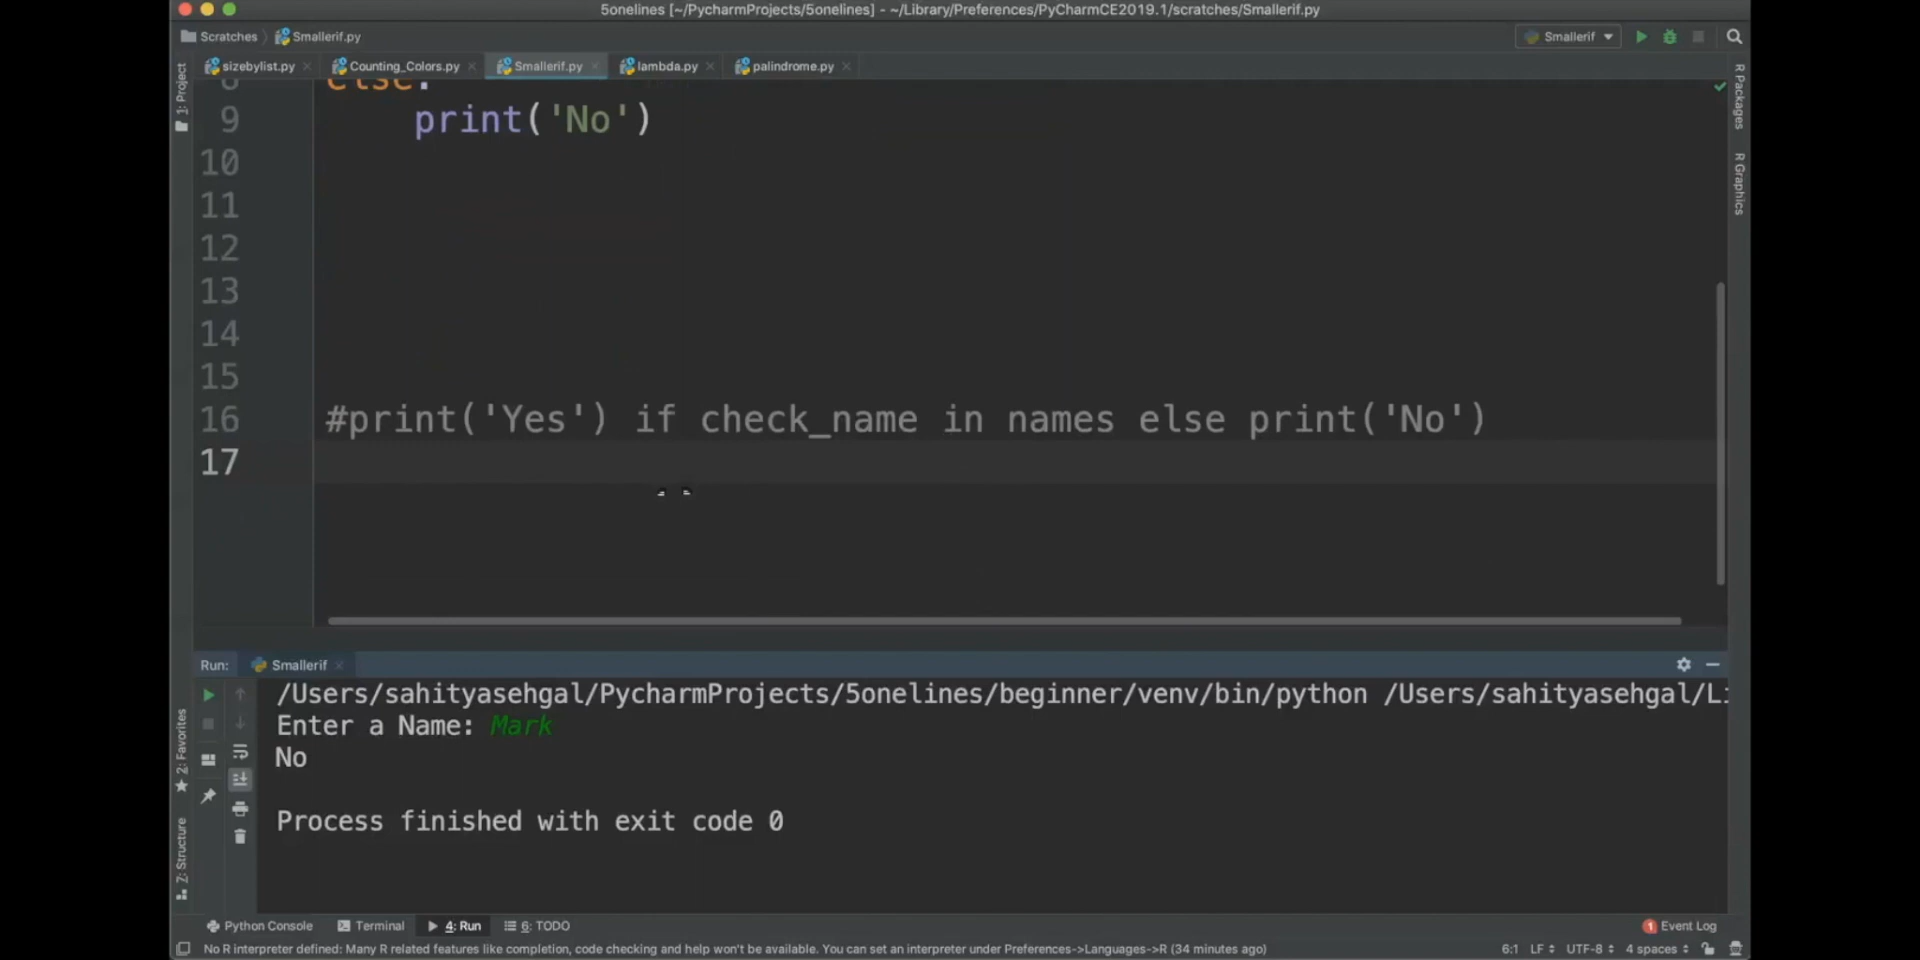 5onelines [~/PycharmProjects/5onelines] - ~/Library/Preferences/PyCharmCE2019.1/scratches/Smallerif.py
Scratches Smallerif.py Smallerif
sizebylist.py Counting_Colors.py Smallerif.py lambda.py palindrome.py
1: Project
R Packages
R Graphics
8 else:
9 print('No')
10
11
12
13
14
15
16 #print('Yes') if check_name in names else print('No')
17
Run: Smallerif
/Users/sahityasehgal/PycharmProjects/5onelines/beginner/venv/bin/python /Users/sahityasehgal/Li
Enter a Name: Mark
No
Process finished with exit code 0
2: Favorites
Z: Structure
Python Console Terminal 4: Run 6: TODO 1 Event Log
No R interpreter defined: Many R related features like completion, code checking and help won't be available. You can set an interpreter under Preferences->Languages->R (34 minutes ago) 6:1 LF UTF-8 4 spaces